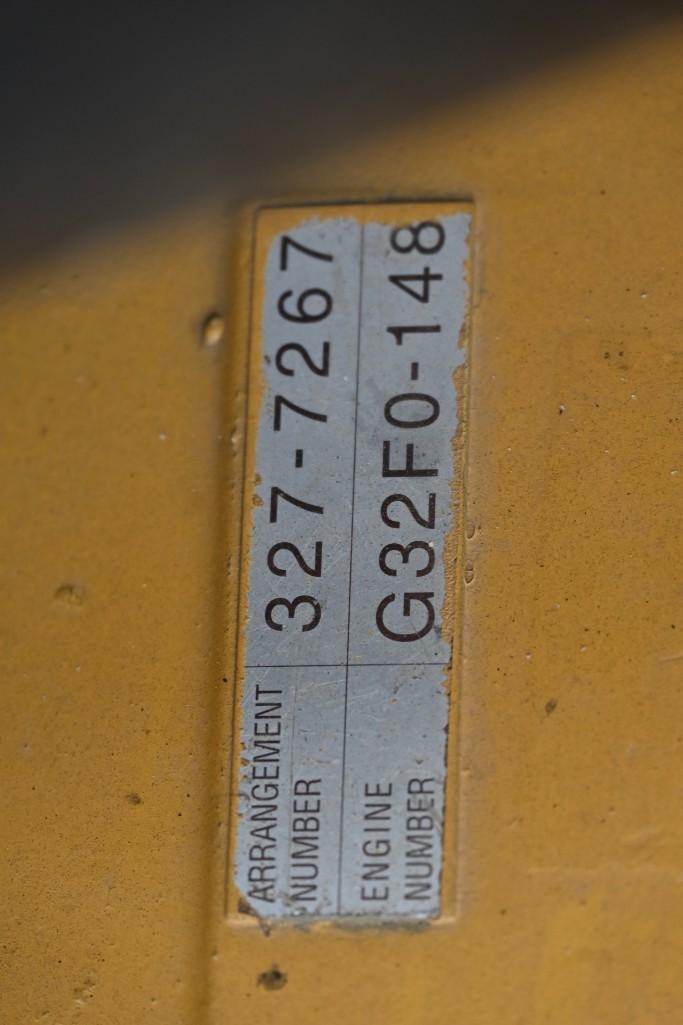 ARRANGEMENT
NUMBER
327-7267
ENGINE
NUMBER
G32F0-148